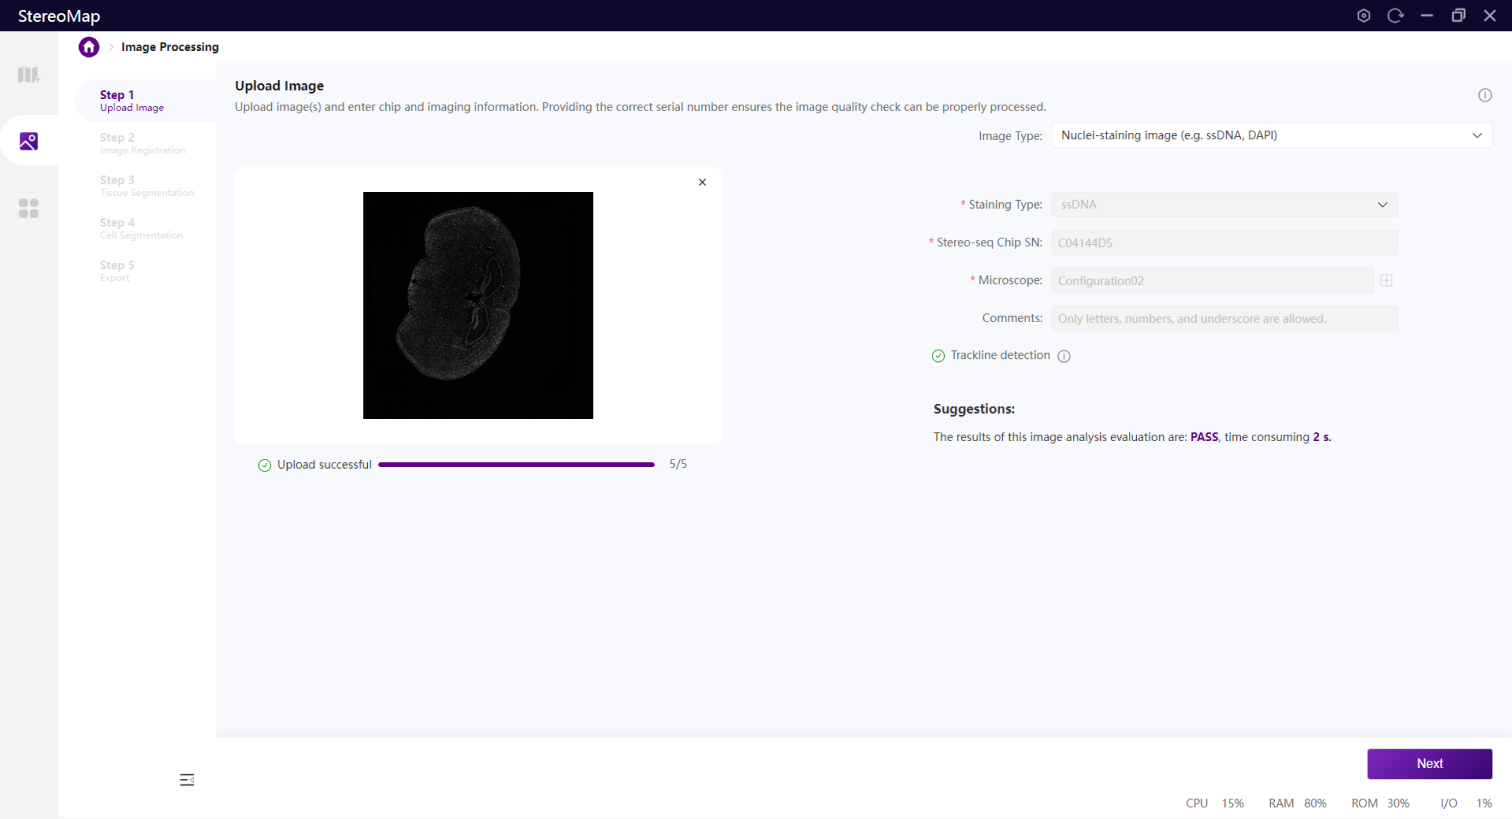 StereoMap
Image Processing
Step 1
Upload Image
Step 2
Image Registration
Step 3
Tissue Segmentation
Step 4
Cell Segmentation
Step 5
Export
Upload Image
Upload image(s) and enter chip and imaging information. Providing the correct serial number ensures the image quality check can be properly processed.
Image Type: Nuclei-staining image (e.g. ssDNA, DAPI)
* Staining Type: ssDNA
* Stereo-seq Chip SN: C04144D5
* Microscope: Configuration02
Comments: Only letters, numbers, and underscore are allowed.
Trackline detection
Suggestions:
The results of this image analysis evaluation are: PASS, time consuming 2 s.
Upload successful 5/5
Next
CPU 15% RAM 80% ROM 30% I/O 1%